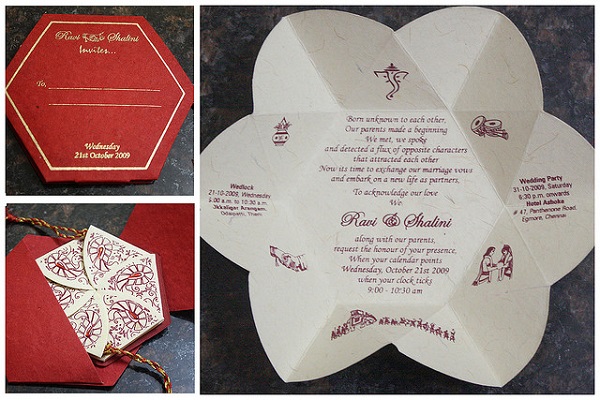 Ravi Shalini
Invites...
To,
Wednesday
21st October 2009
Born unknown to each other,
Our parents made a beginning
We met, we spoke
and detected a flux of opposite characters
that attracted each other
Now its time to exchange our marriage vows
and embark on a new life as partners.
To acknowledge our love
We
Ravi & Shalini
along with our parents,
request the honour of your presence,
When your calendar points
Wednesday, October 21st 2009
when your clock ticks
9:00 - 10:30 am
Wedlock
21-10-2009, Wednesday
a.m. to 10.30 a.m.
Arangam,
Wedding Party
31-10-2009, Saturday
6:30 p.m. onwards
Hotel Ashoka
# 47, Panthenone Road,
Egmore, Chennai